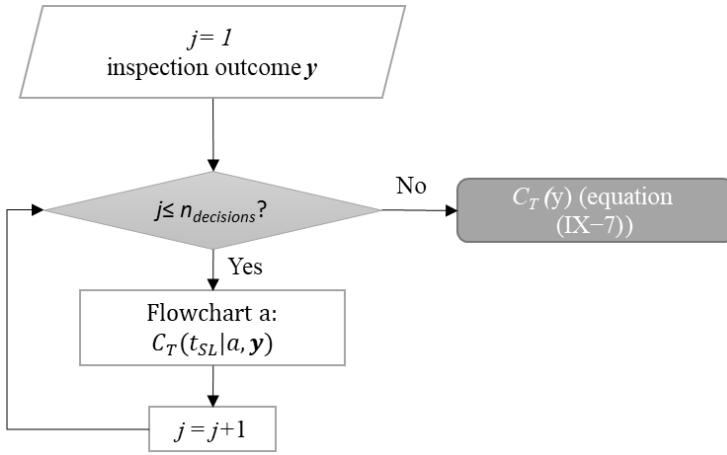 j= 1
inspection outcome y
j≤ n_decisions?
No
C_T (y) (equation
(IX−7))
Yes
Flowchart a:
C_T(t_SL|a, y)
j = j+1